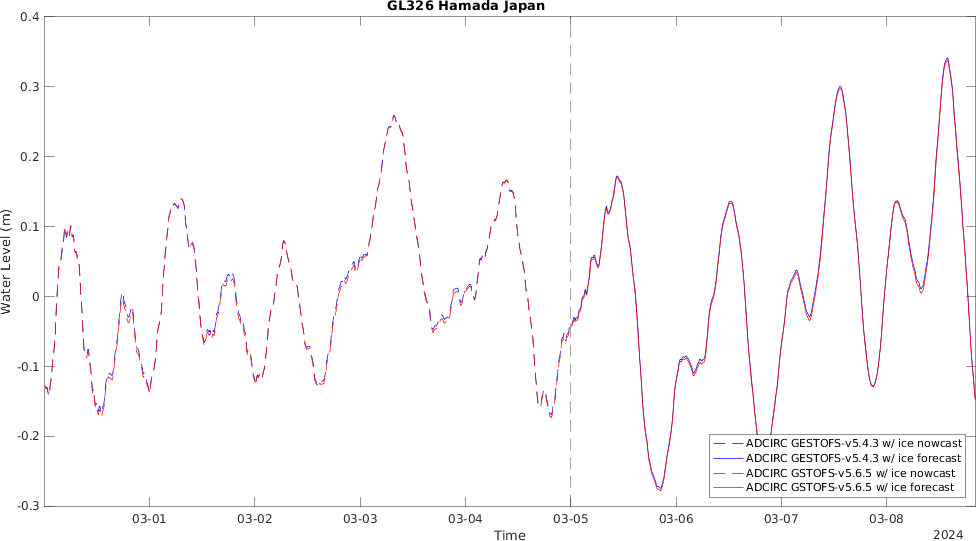 GL326 Hamada Japan
0.4
0.3
0.2
0.1
0
-0.1
-0.2
-0.3
Water Level (m)
03-01 03-02 03-03 03-04 03-05 03-06 03-07 03-08
Time
2024
ADCIRC GESTOFS-v5.4.3 w/ ice nowcast
ADCIRC GESTOFS-v5.4.3 w/ ice forecast
ADCIRC GSTOFS-v5.6.5 w/ ice nowcast
ADCIRC GSTOFS-v5.6.5 w/ ice forecast